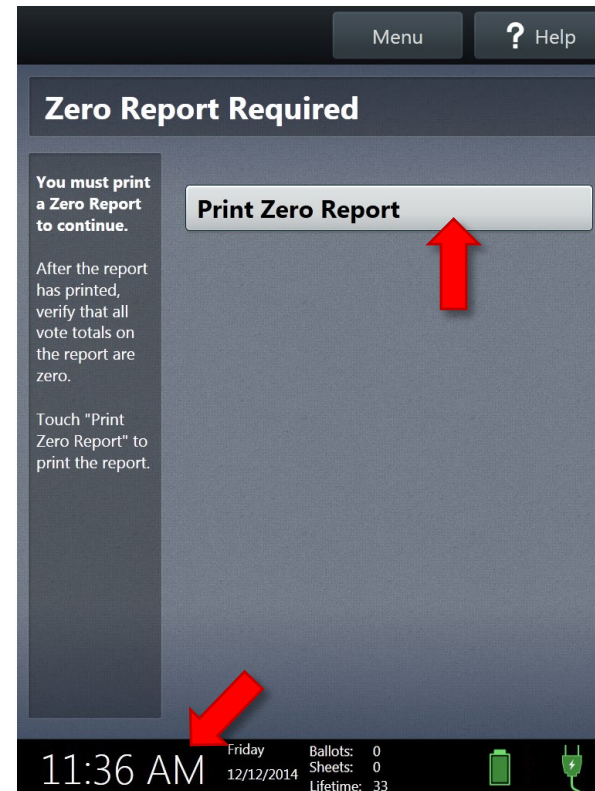 Menu
? Help
Zero Report Required
You must print
a Zero Report
to continue.
After the report
has printed,
verify that all
vote totals on
the report are
zero.
Touch "Print
Zero Report" to
print the report.
Print Zero Report
11:36 AM
Friday
12/12/2014
Ballots: 0
Sheets: 0
Lifetime: 33